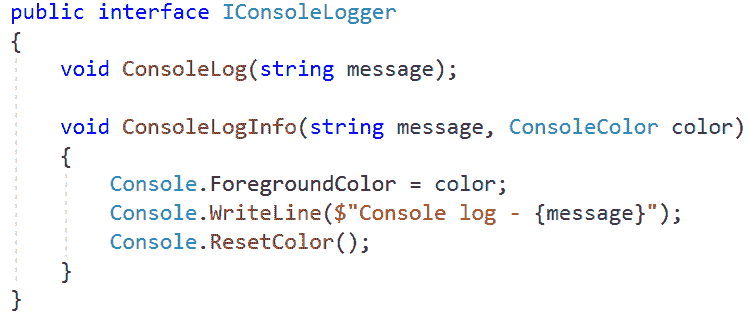 public interface IConsoleLogger
{
    void ConsoleLog(string message);

    void ConsoleLogInfo(string message, ConsoleColor color)
    {
        Console.ForegroundColor = color;
        Console.WriteLine($"Console log - {message}");
        Console.ResetColor();
    }
}